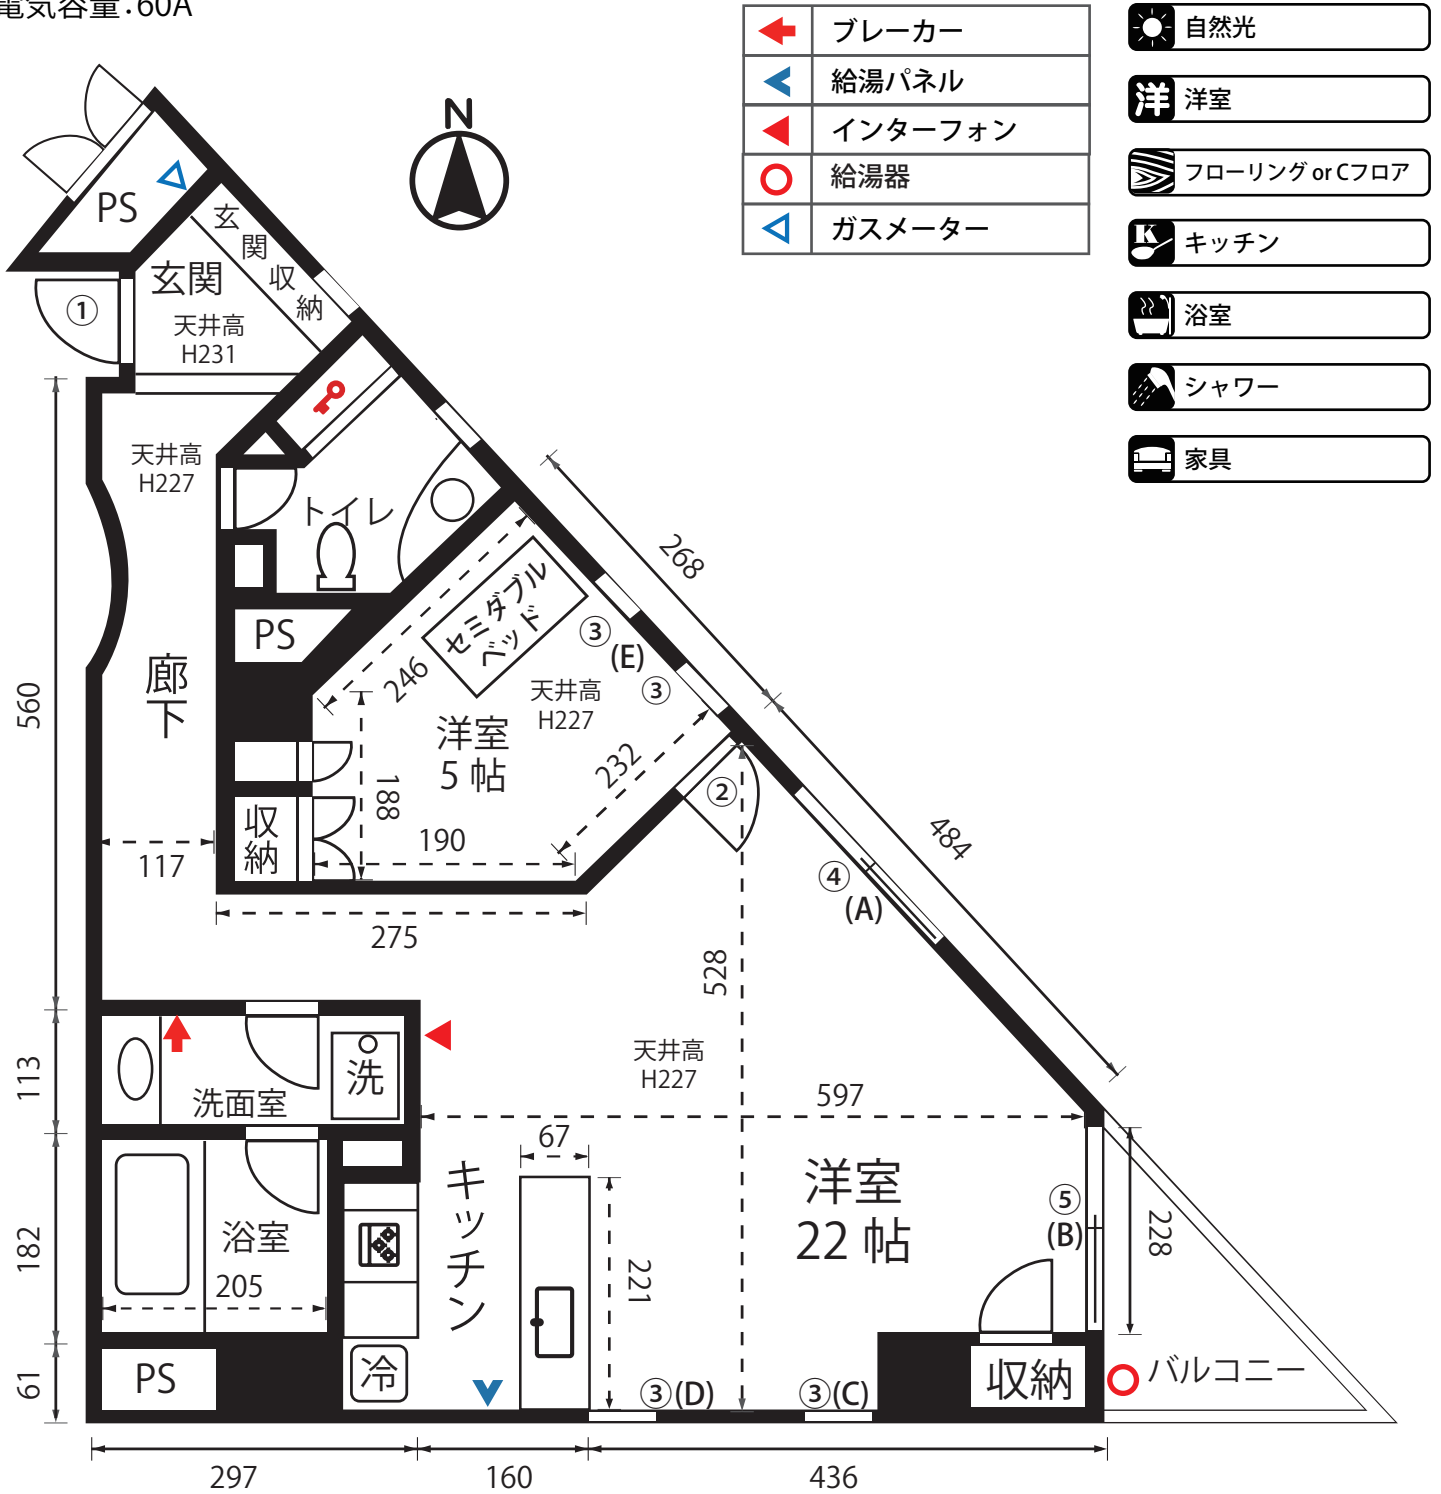 電気容量:60A
ブレーカー
給湯パネル
インターフォン
給湯器
ガスメーター
自然光
洋 洋室
フローリング or Cフロア
K キッチン
浴室
シャワー
家具
N
PS
玄関収納
玄関
天井高
H231
①
天井高
H227
トイレ
PS
廊下
セミダブル
ベッド
③
(E)
③
天井高
H227
洋室
5 帖
246
188
190
232
②
収納
117
275
268
484
④
(A)
528
560
113
182
61
洗面室
洗
天井高
H227
597
67
キッチン
洋室
22 帖
⑤
(B)
228
221
浴室
205
PS
冷
③(D)
③(C)
収納
バルコニー
297
160
436